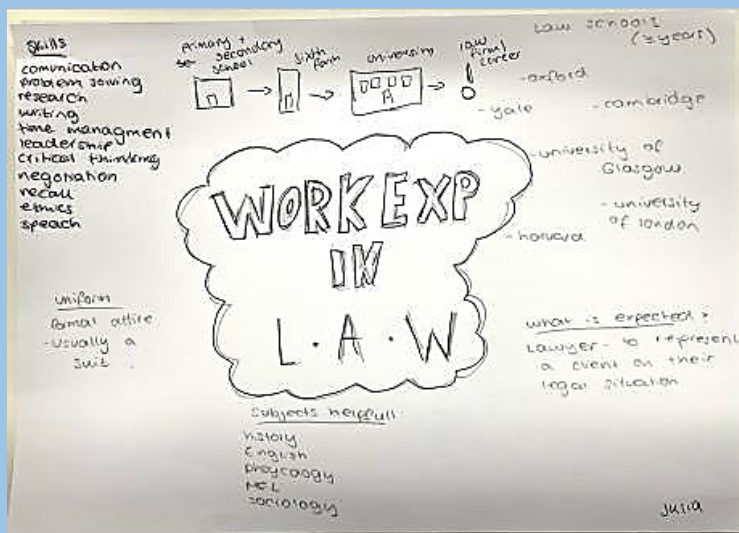 Skills
comunication
problem solving
research
writing
time managment
leadership
critical thinking
negotiation
recall
ethics
speach
primary +
secondary
school
sixth
form
university
law
firm/
career
Law schools
(3 years)
-oxford
-yale
-cambridge
-university of
Glasgow
-university
of london
-harvard
WORK EXP
IN
L.A.W
uniform
formal attire
-usually a
suit.
what is expected?
Lawyer- to represent
a client on their
legal situation
Subjects helpfull
history
English
sociology